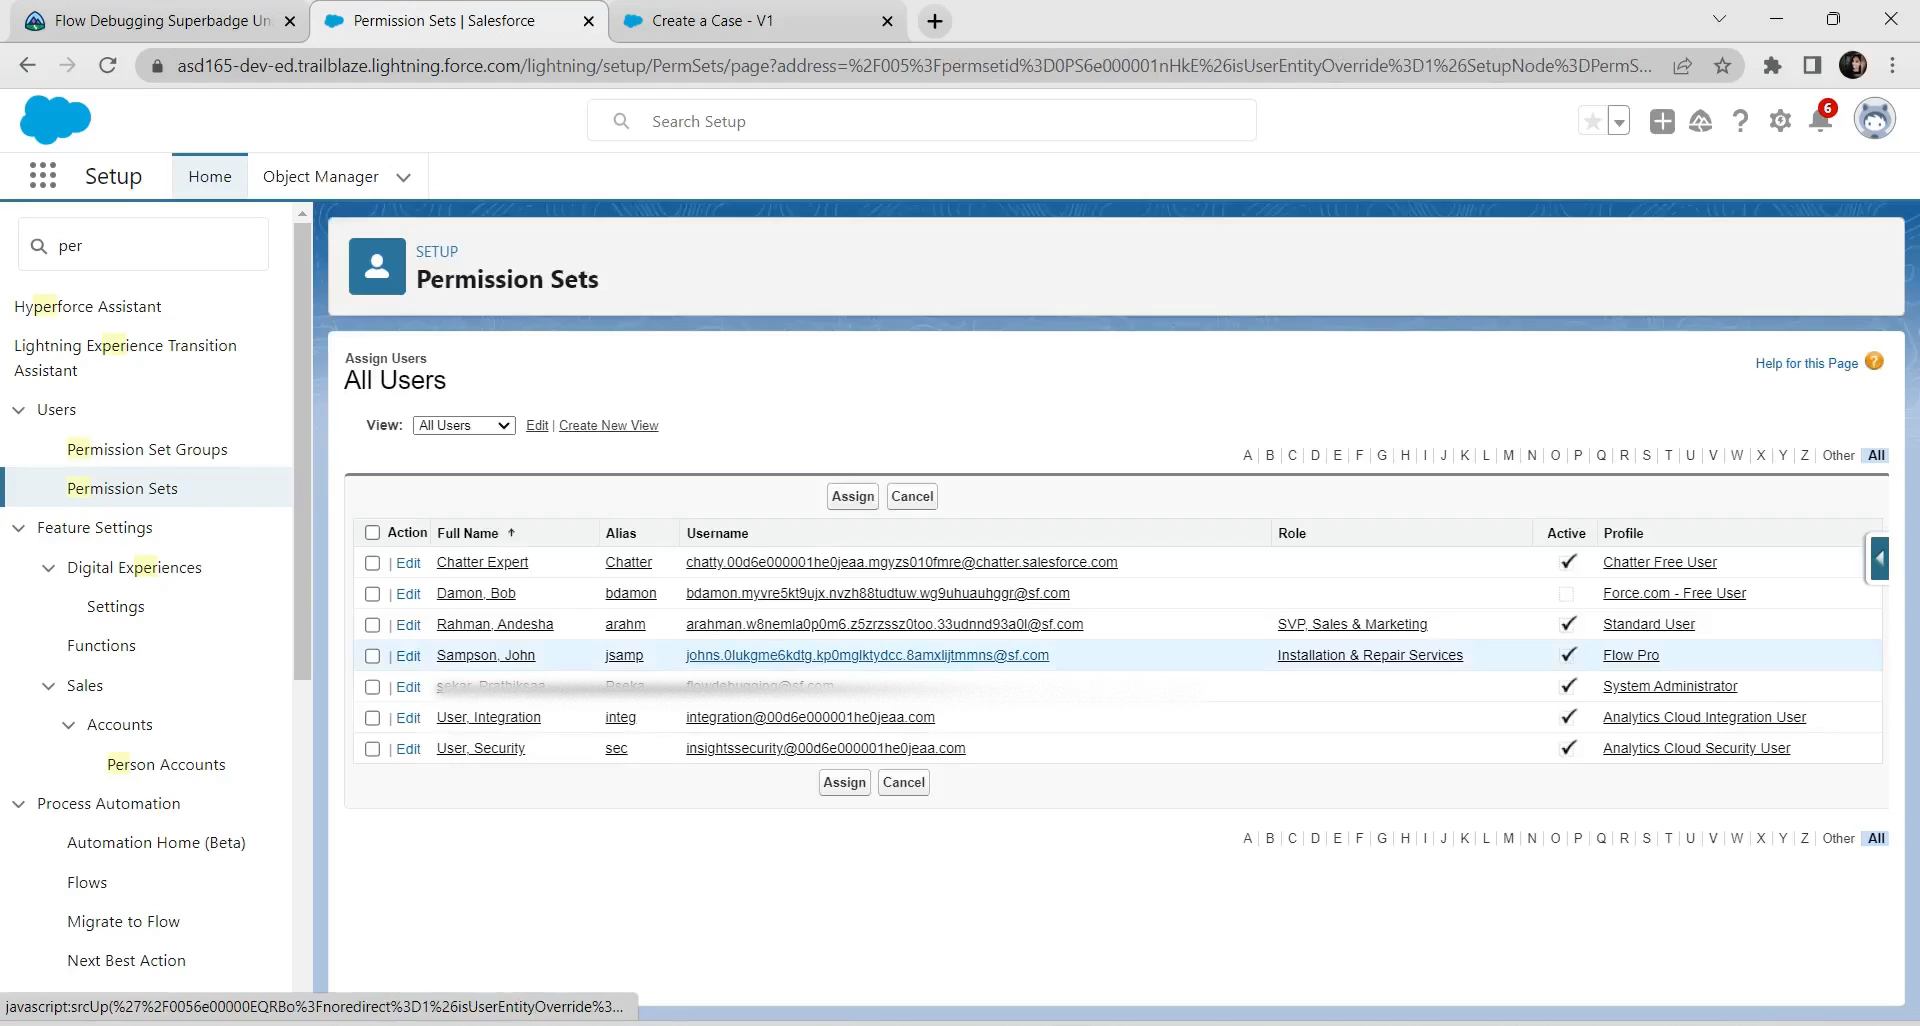 Flow Debugging Superbadge Un
Permission Sets | Salesforce
Create a Case - V1
asd165-dev-ed.trailblaze.lightning.force.com/lightning/setup/PermSets/page?address=%2F005%3Fpermsetid%3D0PS6e000001nHkE%26isUserEntityOverride%3D1%26SetupNode%3DPermS...
Search Setup
6
Setup
Home
Object Manager
per
SETUP
Permission Sets
Hyperforce Assistant
Lightning Experience Transition
Assistant
Users
Permission Set Groups
Permission Sets
Feature Settings
Digital Experiences
Settings
Functions
Sales
Accounts
Person Accounts
Process Automation
Automation Home (Beta)
Flows
Migrate to Flow
Next Best Action
Assign Users
All Users
Help for this Page
View: All Users Edit | Create New View
A | B | C | D | E | F | G | H | I | J | K | L | M | N | O | P | Q | R | S | T | U | V | W | X | Y | Z | Other All
Assign Cancel
Action Full Name Alias Username Role Active Profile
| Edit Chatter Expert Chatter chatty.00d6e000001he0jeaa.mgyzs010fmre@chatter.salesforce.com Chatter Free User
| Edit Damon, Bob bdamon bdamon.myvre5kt9ujx.nvzh88tudtuw.wg9uhuauhggr@sf.com Force.com - Free User
| Edit Rahman, Andesha arahm arahman.w8nemla0p0m6.z5zrzssz0too.33udnnd93a0l@sf.com SVP, Sales & Marketing Standard User
| Edit Sampson, John jsamp johns.0lukgme6kdtg.kp0mglktydcc.8amxlijtmmns@sf.com Installation & Repair Services Flow Pro
| Edit sekar, Prathiksaa Pseka flowdebugging@sf.com System Administrator
| Edit User, Integration integ integration@00d6e000001he0jeaa.com Analytics Cloud Integration User
| Edit User, Security sec insightssecurity@00d6e000001he0jeaa.com Analytics Cloud Security User
Assign Cancel
A | B | C | D | E | F | G | H | I | J | K | L | M | N | O | P | Q | R | S | T | U | V | W | X | Y | Z | Other All
javascript:srcUp(%27%2F0056e00000EQRBo%3Fnoredirect%3D1%26isUserEntityOverride%3...